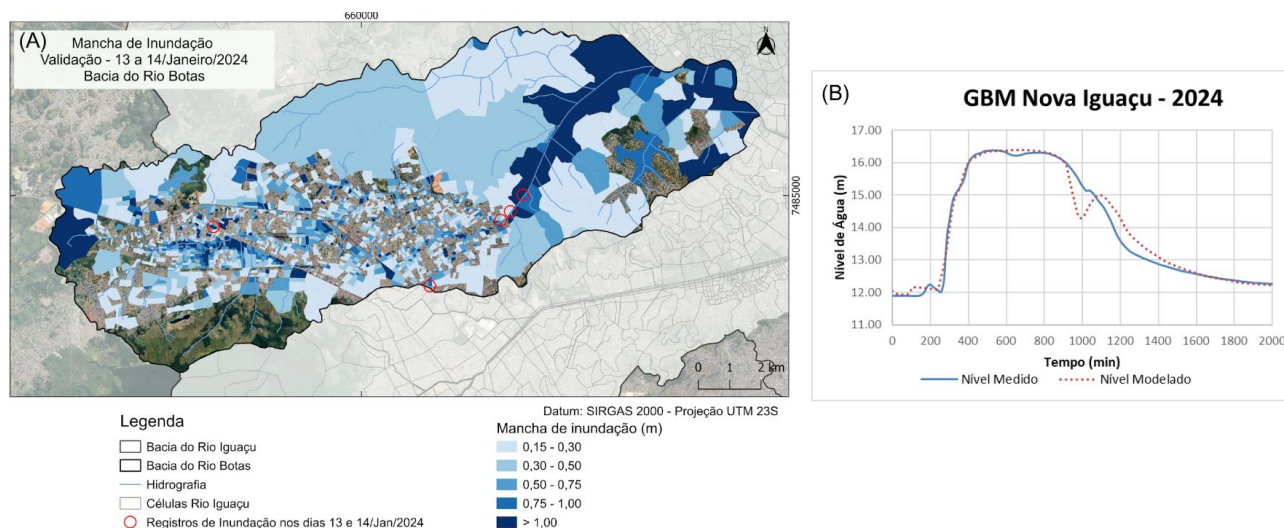 (A)
Mancha de Inundação
Validação - 13 a 14/Janeiro/2024
Bacia do Rio Botas
660000
N
7485000
0 1 2 km
Datum: SIRGAS 2000 - Projeção UTM 23S
Legenda
Bacia do Rio Iguaçu
Bacia do Rio Botas
Hidrografia
Células Rio Iguaçu
Registros de Inundação nos dias 13 e 14/Jan/2024
Mancha de inundação (m)
0,15 - 0,30
0,30 - 0,50
0,50 - 0,75
0,75 - 1,00
> 1,00
(B)
GBM Nova Iguaçu - 2024
Nível de Água (m)
17.00
16.00
15.00
14.00
13.00
12.00
11.00
0 200 400 600 800 1000 1200 1400 1600 1800 2000
Tempo (min)
Nível Medido Nível Modelado